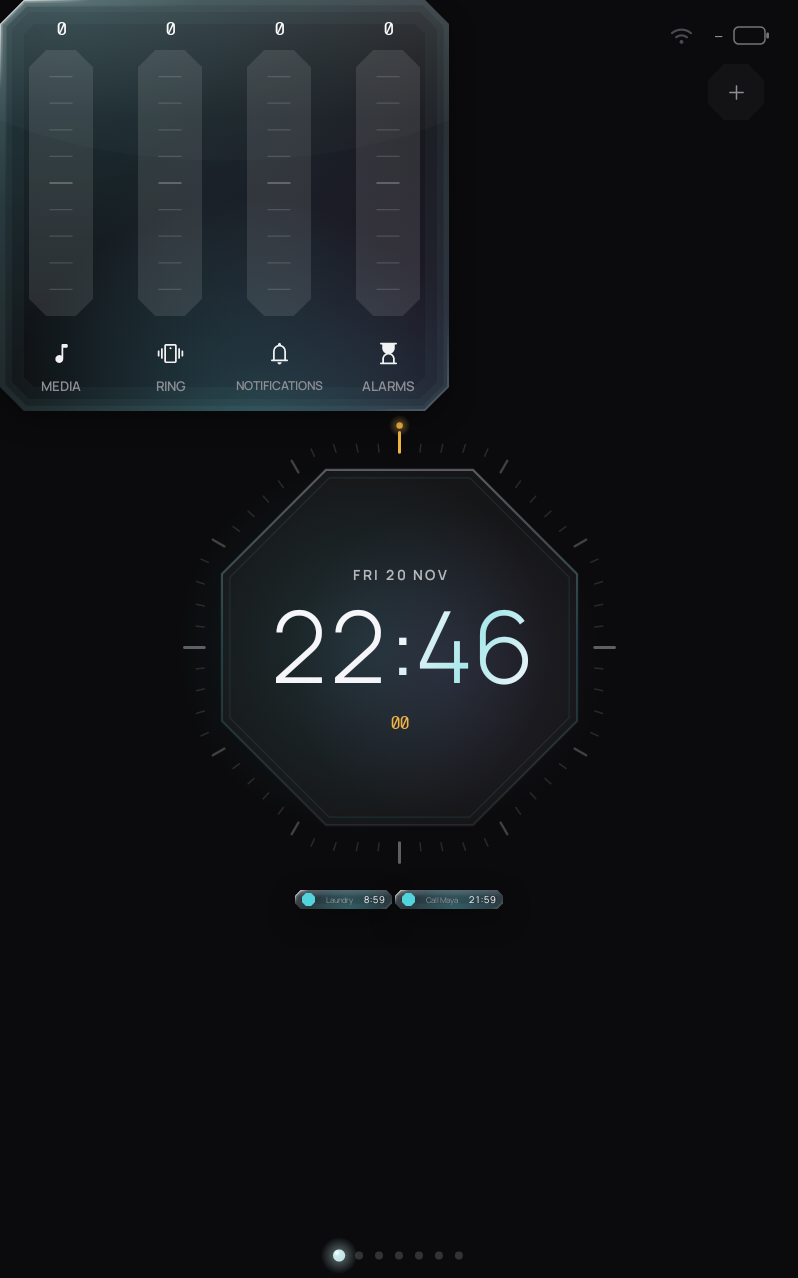 0 0 0 0
–
+
MEDIA RING NOTIFICATIONS ALARMS
FRI 20 NOV
22:46
00
Laundry 8:59 Call Maya 21:59